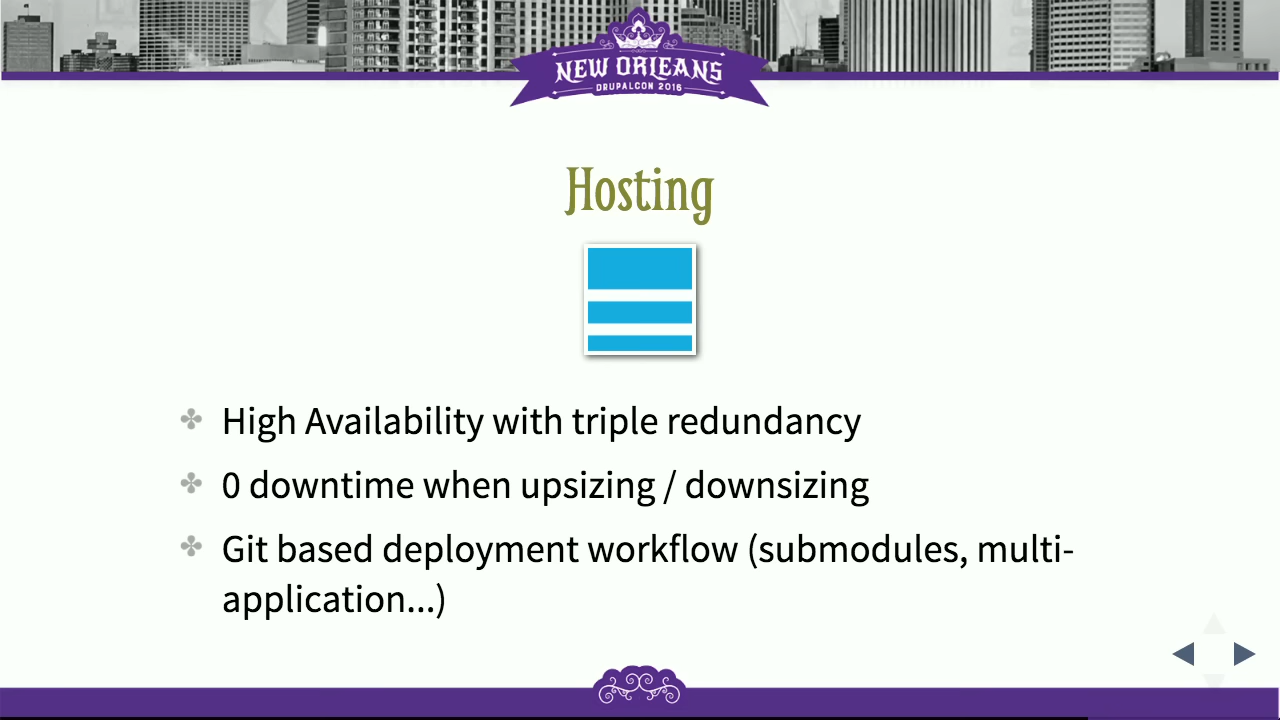 NEW ORLEANS
DRUPALCON 2016
Hosting
High Availability with triple redundancy
0 downtime when upsizing / downsizing
Git based deployment workflow (submodules, multi-
application...)